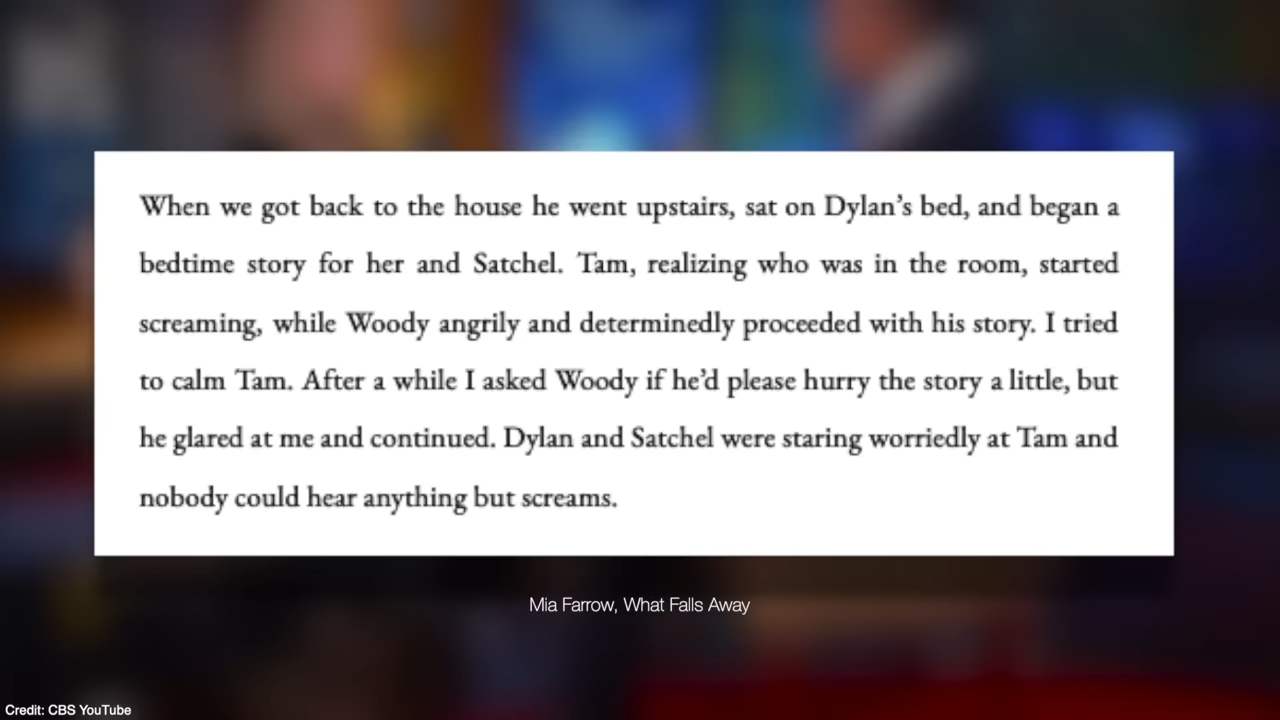 When we got back to the house he went upstairs, sat on Dylan’s bed, and began a
bedtime story for her and Satchel. Tam, realizing who was in the room, started
screaming, while Woody angrily and determinedly proceeded with his story. I tried
to calm Tam. After a while I asked Woody if he’d please hurry the story a little, but
he glared at me and continued. Dylan and Satchel were staring worriedly at Tam and
nobody could hear anything but screams.
Mia Farrow, What Falls Away
Credit: CBS YouTube